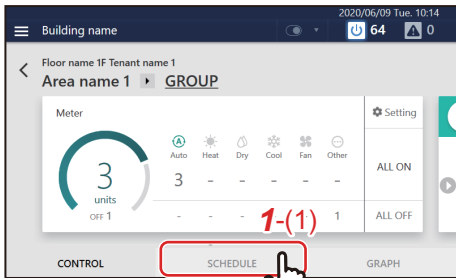 2020/06/09 Tue. 10:14
Building name 64 0
Floor name 1F Tenant name 1
Area name 1 GROUP
Meter Setting
A
Auto Heat Dry Cool Fan Other
3 3 - - - - - ALL ON
units
OFF 1 - - - 1 ALL OFF
1-(1)
CONTROL SCHEDULE GRAPH